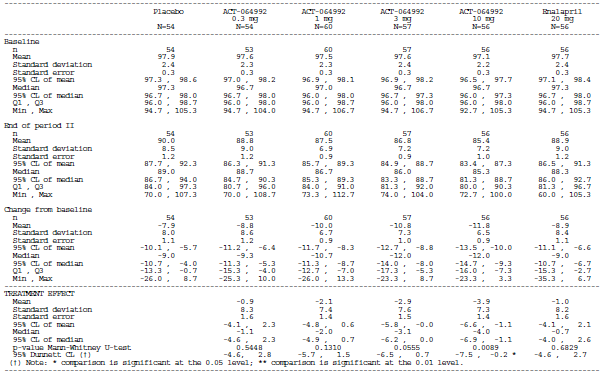 Placebo ACT-064992 ACT-064992 ACT-064992 ACT-064992 Enalapril
0.3 mg 1 mg 3 mg 10 mg 20 mg
N=54 N=54 N=60 N=57 N=56 N=56
Baseline
n 54 53 60 57 56 56
Mean 97.9 97.6 97.5 97.6 97.1 97.7
Standard deviation 2.4 2.3 2.3 2.4 2.2 2.4
Standard error 0.3 0.3 0.3 0.3 0.3 0.3
95% CL of mean 97.3 , 98.6 97.0 , 98.2 96.9 , 98.1 96.9 , 98.2 96.5 , 97.7 97.1 , 98.4
Median 97.3 96.7 97.0 96.7 96.7 97.3
95% CL of median 96.7 , 98.0 96.7 , 98.0 96.0 , 98.0 96.7 , 97.3 96.0 , 97.3 96.7 , 98.0
Q1 , Q3 96.0 , 98.7 96.0 , 98.0 96.0 , 98.7 96.0 , 98.0 96.0 , 98.0 96.0 , 98.7
Min , Max 94.7 , 105.3 94.7 , 104.0 94.7 , 106.7 94.7 , 106.7 92.7 , 105.3 94.7 , 105.3
End of period II
n 54 53 60 57 56 56
Mean 90.0 88.8 87.5 86.8 85.4 88.9
Standard deviation 8.5 9.0 6.9 7.2 7.2 9.0
Standard error 1.2 1.2 0.9 0.9 1.0 1.2
95% CL of mean 87.7 , 92.3 86.3 , 91.3 85.7 , 89.3 84.9 , 88.7 83.4 , 87.3 86.5 , 91.3
Median 89.0 88.7 86.7 86.0 85.3 88.3
95% CL of median 86.7 , 94.0 84.7 , 90.3 85.3 , 89.3 83.3 , 88.7 81.3 , 88.7 86.0 , 92.7
Q1 , Q3 84.0 , 97.3 80.7 , 96.0 84.0 , 91.0 81.3 , 92.0 80.0 , 90.3 81.3 , 96.7
Min , Max 70.0 , 107.3 70.0 , 108.7 73.3 , 112.7 74.0 , 104.0 72.7 , 100.0 60.0 , 105.3
Change from baseline
n 54 53 60 57 56 56
Mean -7.9 -8.8 -10.0 -10.8 -11.8 -8.9
Standard deviation 8.0 8.6 6.7 7.3 6.5 8.4
Standard error 1.1 1.2 0.9 1.0 0.9 1.1
95% CL of mean -10.1 , -5.7 -11.2 , -6.4 -11.7 , -8.3 -12.7 , -8.8 -13.5 , -10.0 -11.1 , -6.6
Median -9.0 -9.3 -10.7 -12.0 -12.0 -9.0
95% CL of median -10.7 , -4.0 -11.3 , -5.3 -11.3 , -8.7 -14.0 , -8.0 -14.7 , -9.3 -10.7 , -6.7
Q1 , Q3 -13.3 , -0.7 -15.3 , -4.0 -12.7 , -7.0 -17.3 , -5.3 -16.0 , -7.3 -15.3 , -2.7
Min , Max -26.0 , 8.7 -25.3 , 10.0 -26.0 , 13.3 -23.3 , 8.7 -23.3 , 3.3 -35.3 , 6.7
TREATMENT EFFECT
Mean -0.9 -2.1 -2.9 -3.9 -1.0
Standard deviation 8.3 7.4 7.6 7.3 8.2
Standard error 1.6 1.4 1.5 1.4 1.6
95% CL of mean -4.1 , 2.3 -4.8 , 0.6 -5.8 , -0.0 -6.6 , -1.1 -4.1 , 2.1
Median -1.1 -2.0 -3.1 -4.0 -0.7
95% CL of median -4.6 , 2.3 -4.9 , 0.7 -6.2 , 0.0 -6.9 , -1.1 -4.0 , 2.6
p-value Mann-Whitney U-test 0.5448 0.1310 0.0555 0.0089 0.6829
95% Dunnett CL (†) -4.6, 2.8 -5.7 , 1.5 -6.5 , 0.7 -7.5 , -0.2 * -4.6 , 2.7
(†) Note: * comparison is significant at the 0.05 level; ** comparison is significant at the 0.01 level.